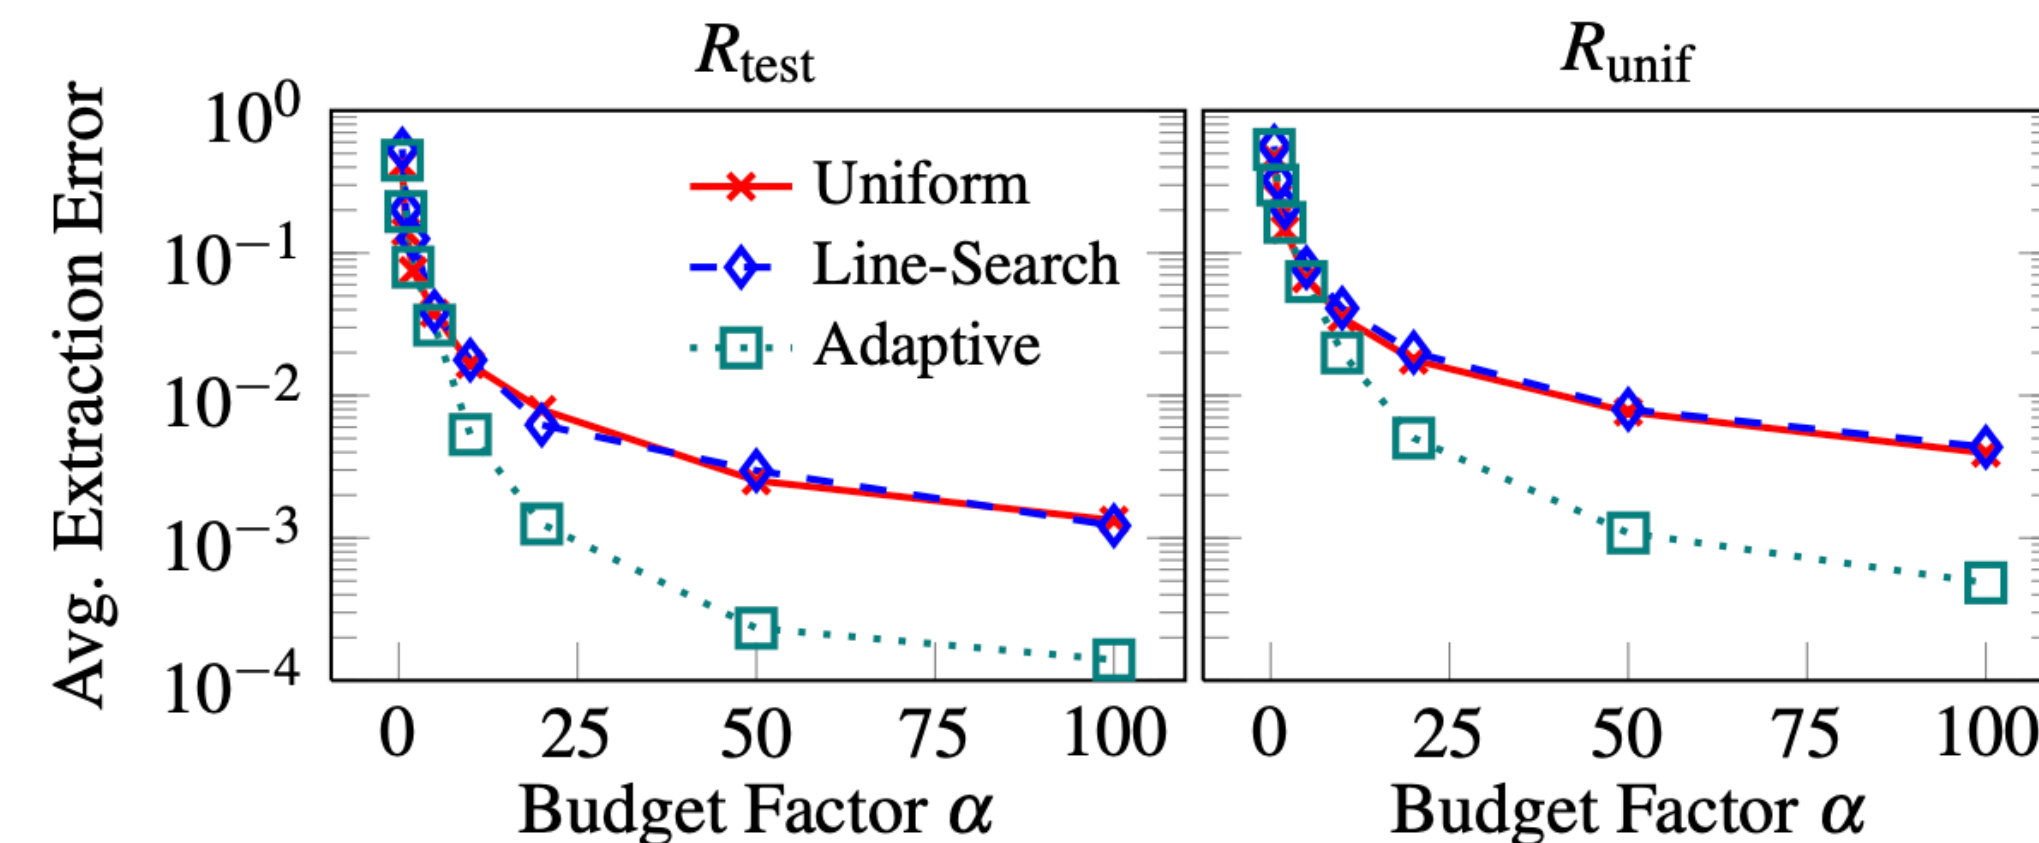 R_test
R_unif
Avg. Extraction Error
10^0
10^−1
10^−2
10^−3
10^−4
Uniform
Line-Search
Adaptive
0 25 50 75 100
0 25 50 75 100
Budget Factor α
Budget Factor α